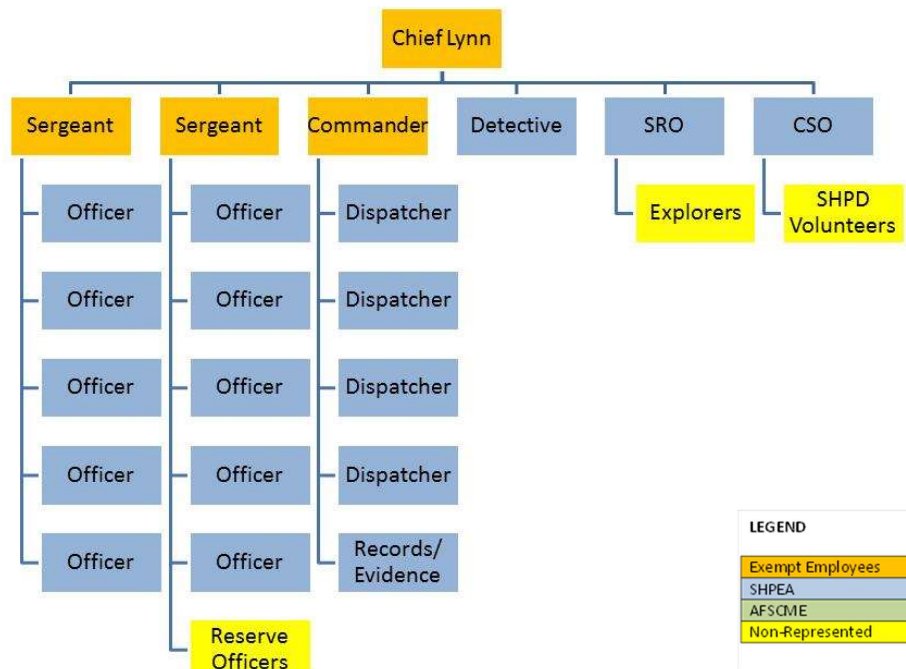 Chief Lynn
Sergeant
Sergeant
Commander
Detective
SRO
CSO
Officer
Officer
Dispatcher
Explorers
SHPD
Volunteers
Officer
Officer
Dispatcher
Officer
Officer
Dispatcher
Officer
Officer
Dispatcher
Officer
Officer
Records/
Evidence
Reserve
Officers
LEGEND
Exempt Employees
SHPEA
AFSCME
Non-Represented